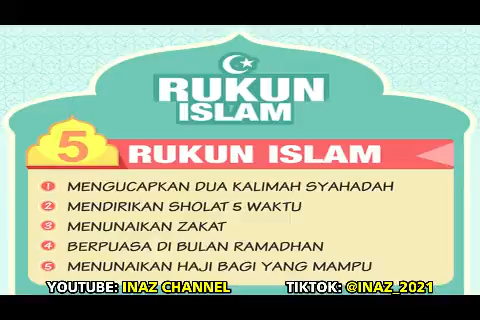 RUKUN
ISLAM
5 RUKUN ISLAM
1 MENGUCAPKAN DUA KALIMAH SYAHADAH
2 MENDIRIKAN SHOLAT 5 WAKTU
3 MENUNAIKAN ZAKAT
4 BERPUASA DI BULAN RAMADHAN
5 MENUNAIKAN HAJI BAGI YANG MAMPU
YOUTUBE: INAZ CHANNEL TIKTOK: @INAZ_2021